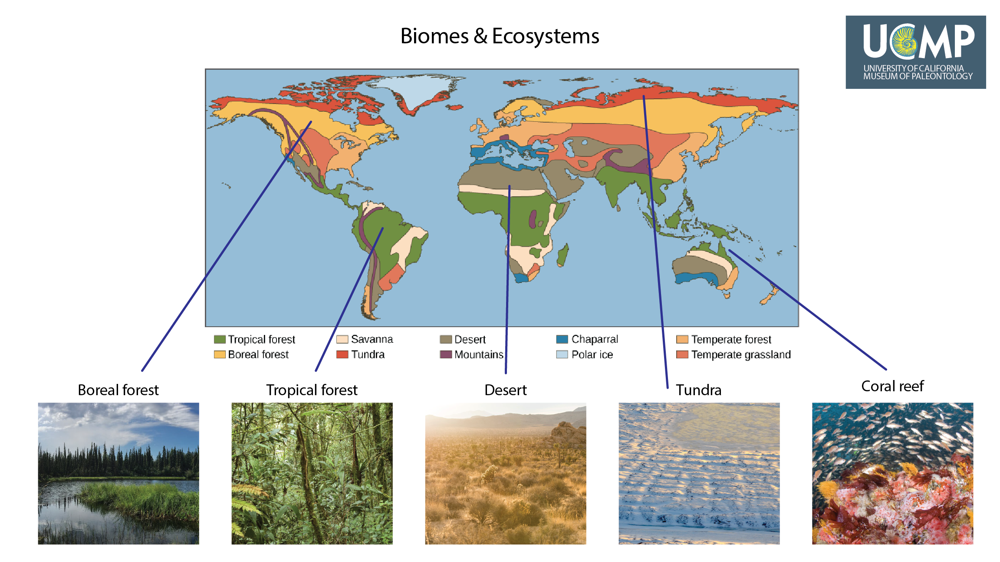 Biomes & Ecosystems
UCMP
UNIVERSITY OF CALIFORNIA
MUSEUM OF PALEONTOLOGY
Tropical forest
Savanna
Desert
Chaparral
Temperate forest
Boreal forest
Tundra
Mountains
Polar ice
Temperate grassland
Boreal forest
Tropical forest
Desert
Tundra
Coral reef